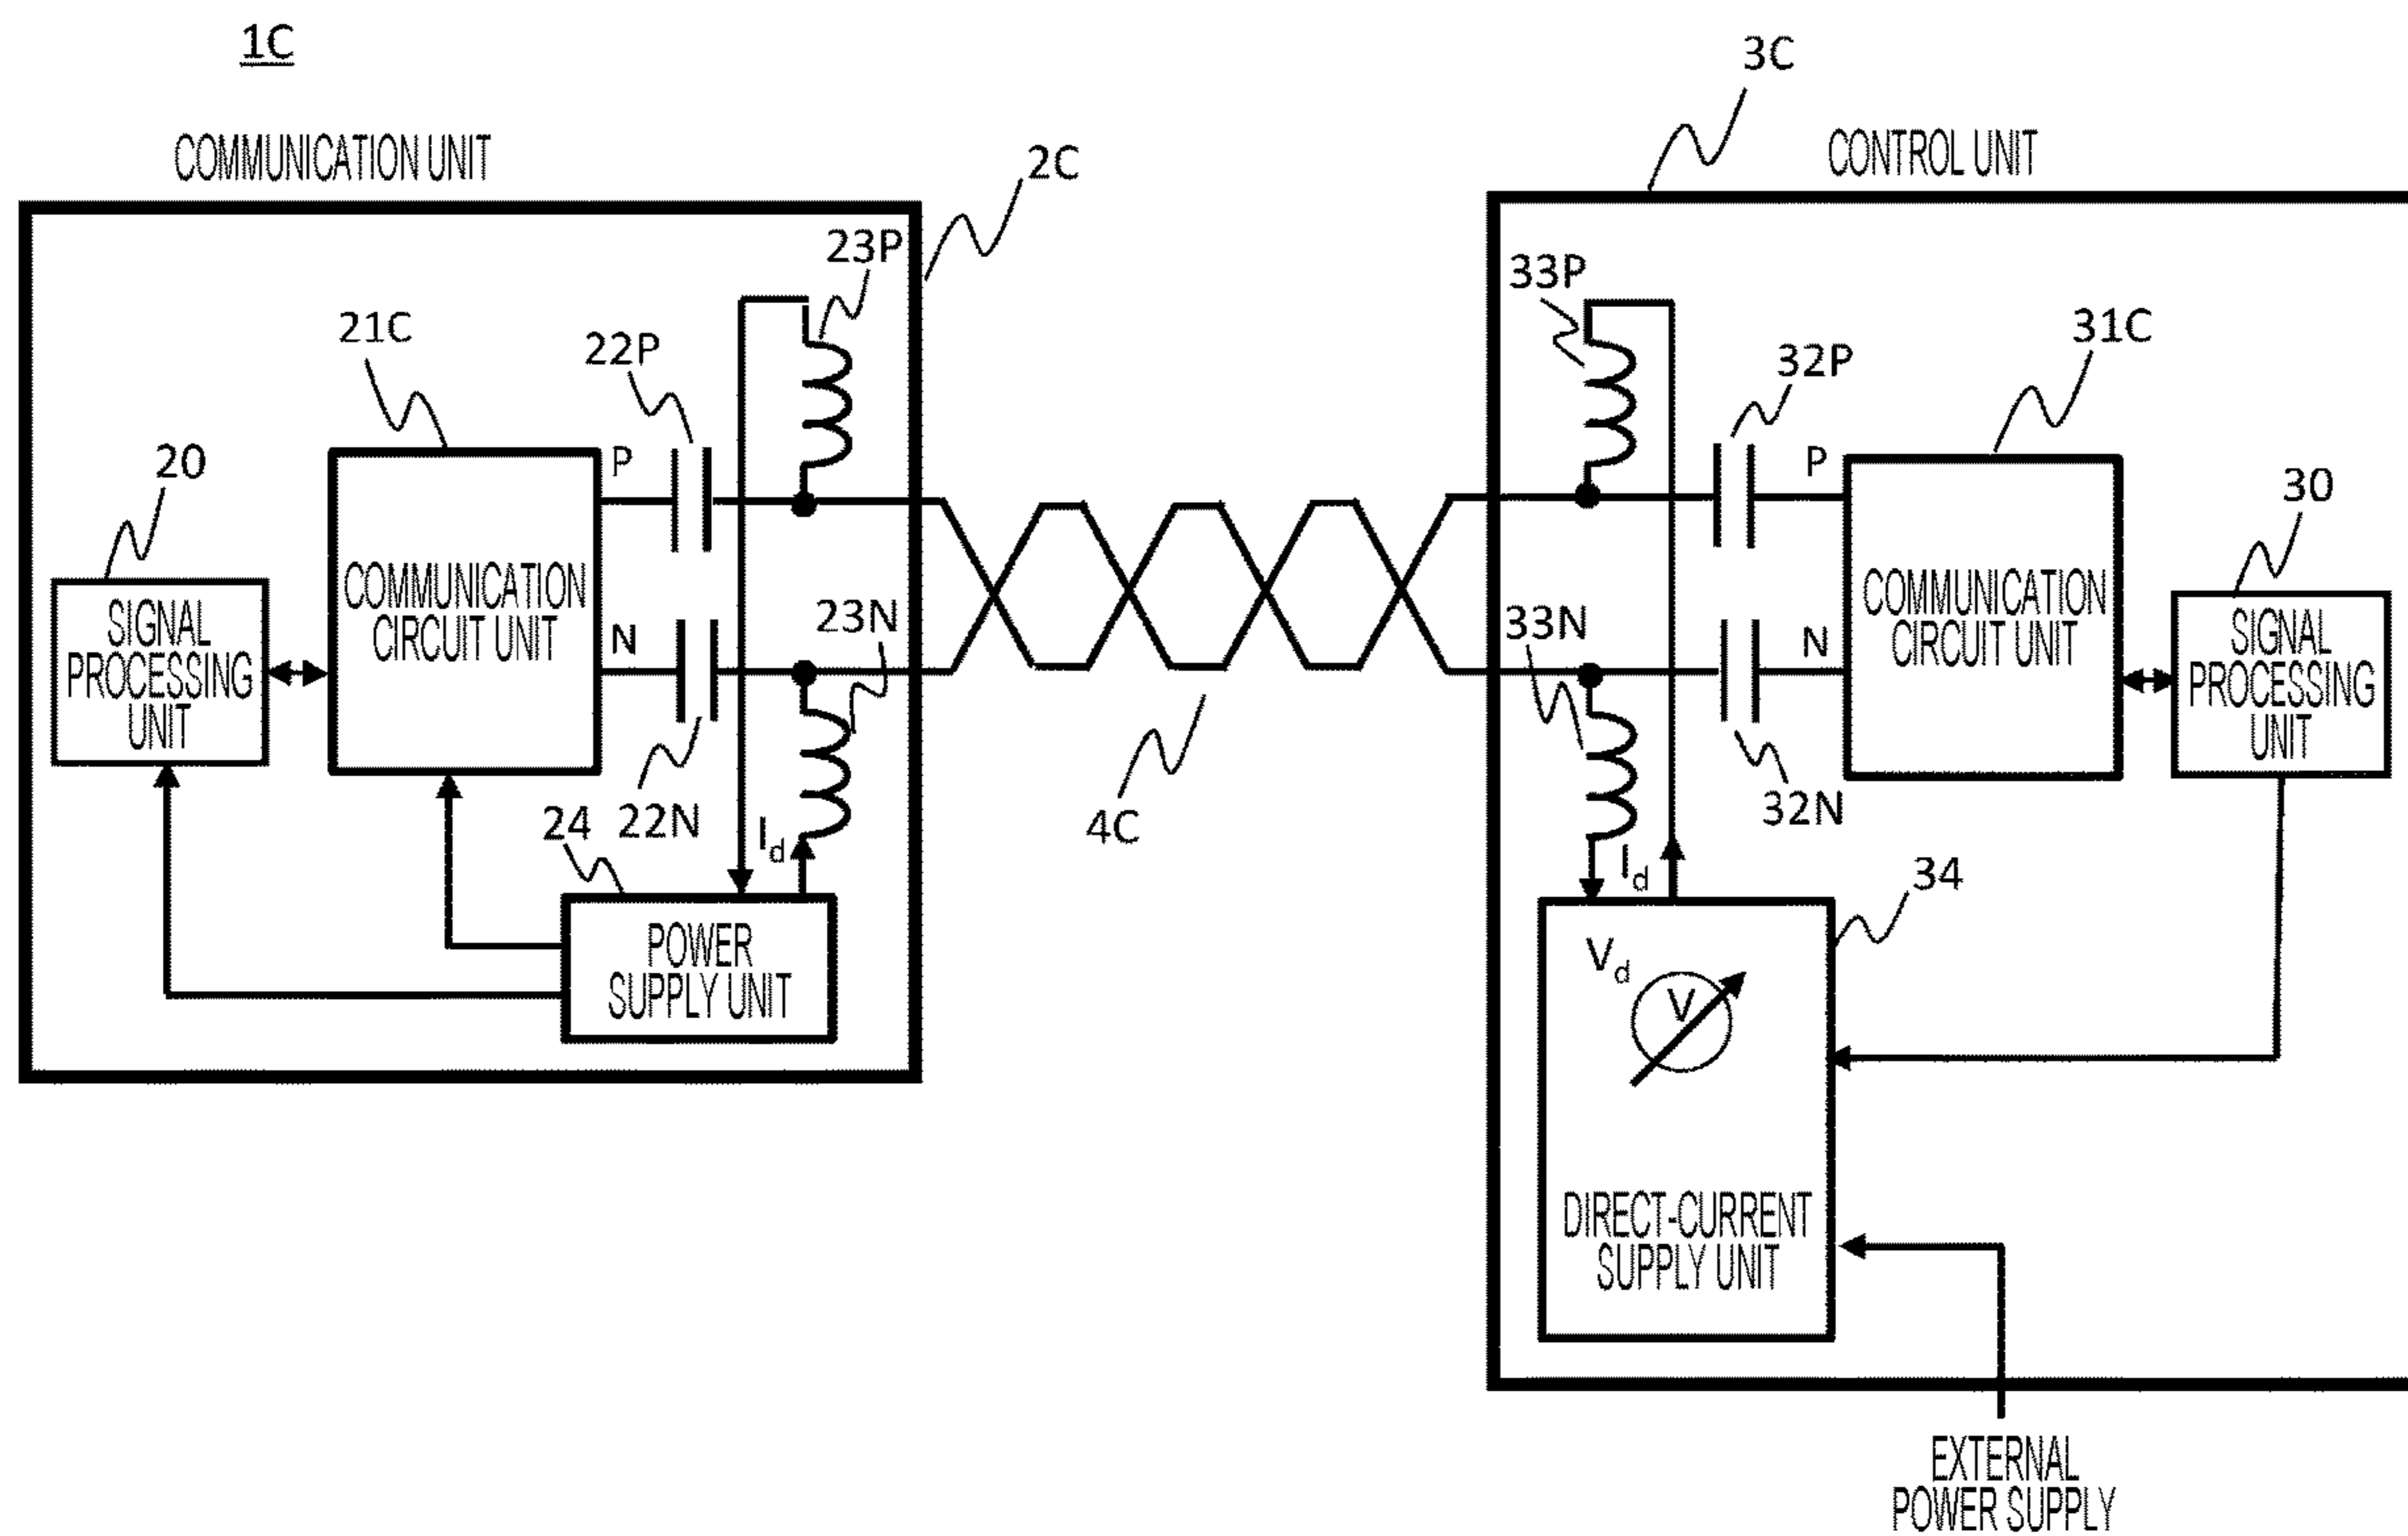 1C
3C
COMMUNICATION UNIT
2C
CONTROL UNIT
23P
33P
21C
22P
32P
31C
20
P
P
30
COMMUNICATION
CIRCUIT UNIT
SIGNAL
PROCESSING
UNIT
N
23N
33N
N
COMMUNICATION
CIRCUIT UNIT
SIGNAL
PROCESSING
UNIT
24
22N
Id
4C
32N
Id
34
POWER
SUPPLY UNIT
Vd
V
DIRECT-CURRENT
SUPPLY UNIT
EXTERNAL
POWER SUPPLY